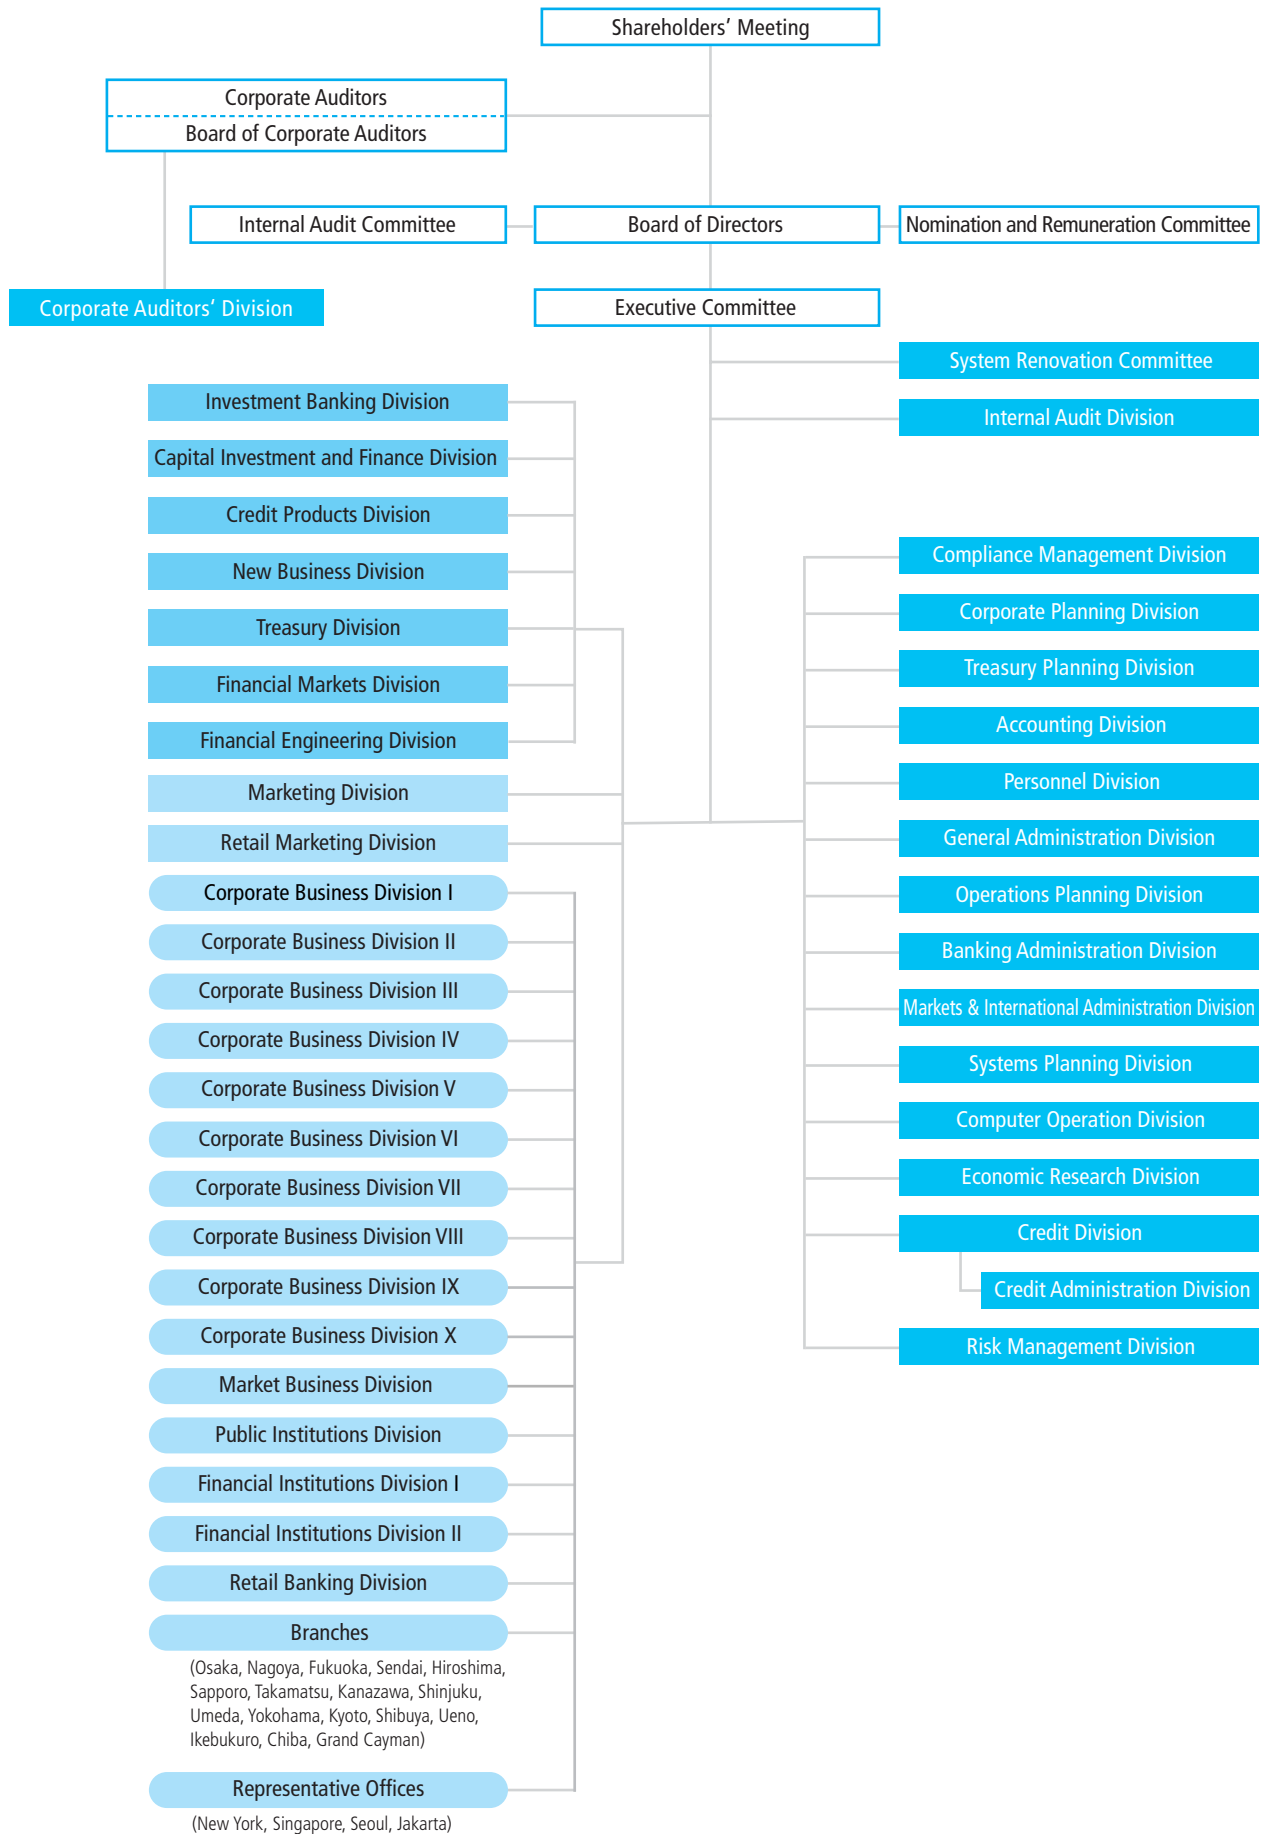 Shareholders’ Meeting
Corporate Auditors
Board of Corporate Auditors
Internal Audit Committee
Board of Directors
Nomination and Remuneration Committee
Corporate Auditors’ Division
Executive Committee
System Renovation Committee
Internal Audit Division
Investment Banking Division
Capital Investment and Finance Division
Credit Products Division
New Business Division
Treasury Division
Financial Markets Division
Financial Engineering Division
Marketing Division
Retail Marketing Division
Corporate Business Division I
Corporate Business Division II
Corporate Business Division III
Corporate Business Division IV
Corporate Business Division V
Corporate Business Division VI
Corporate Business Division VII
Corporate Business Division VIII
Corporate Business Division IX
Corporate Business Division X
Market Business Division
Public Institutions Division
Financial Institutions Division I
Financial Institutions Division II
Retail Banking Division
Branches
(Osaka, Nagoya, Fukuoka, Sendai, Hiroshima,
Sapporo, Takamatsu, Kanazawa, Shinjuku,
Umeda, Yokohama, Kyoto, Shibuya, Ueno,
Ikebukuro, Chiba, Grand Cayman)
Representative Offices
(New York, Singapore, Seoul, Jakarta)
Compliance Management Division
Corporate Planning Division
Treasury Planning Division
Accounting Division
Personnel Division
General Administration Division
Operations Planning Division
Banking Administration Division
Markets & International Administration Division
Systems Planning Division
Computer Operation Division
Economic Research Division
Credit Division
Credit Administration Division
Risk Management Division